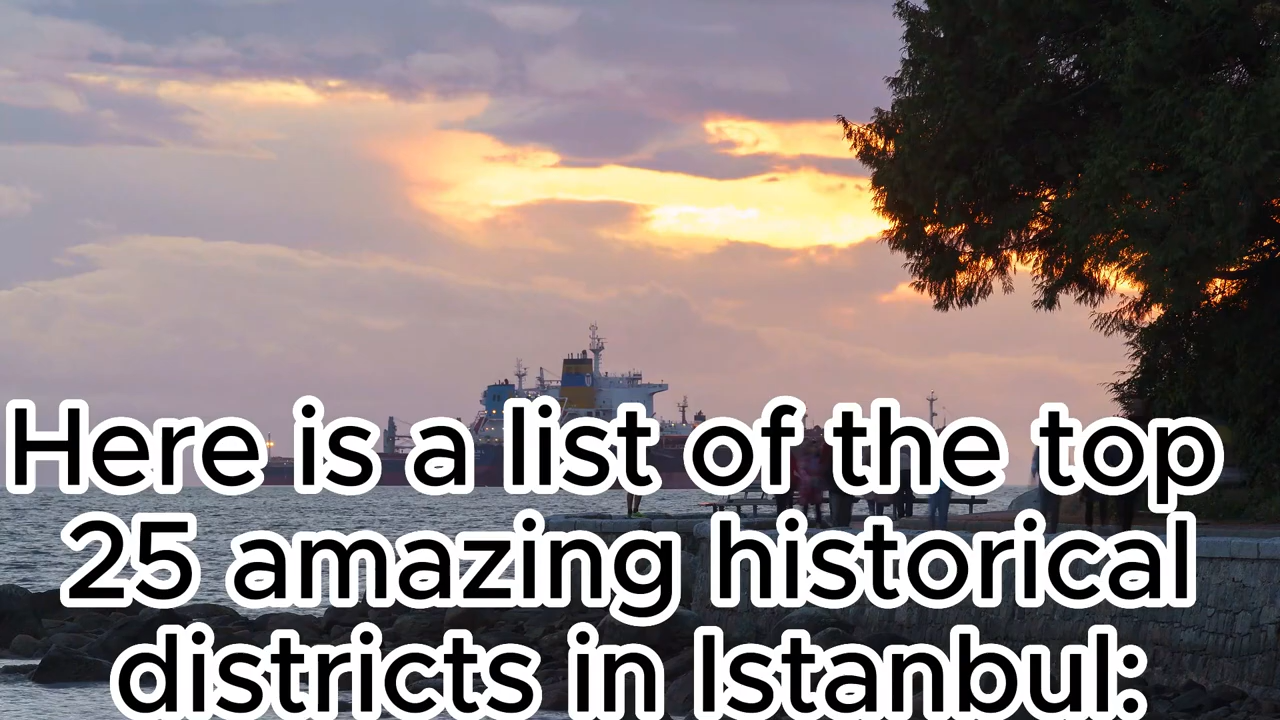 Here is a list of the top
25 amazing historical
districts in Istanbul: